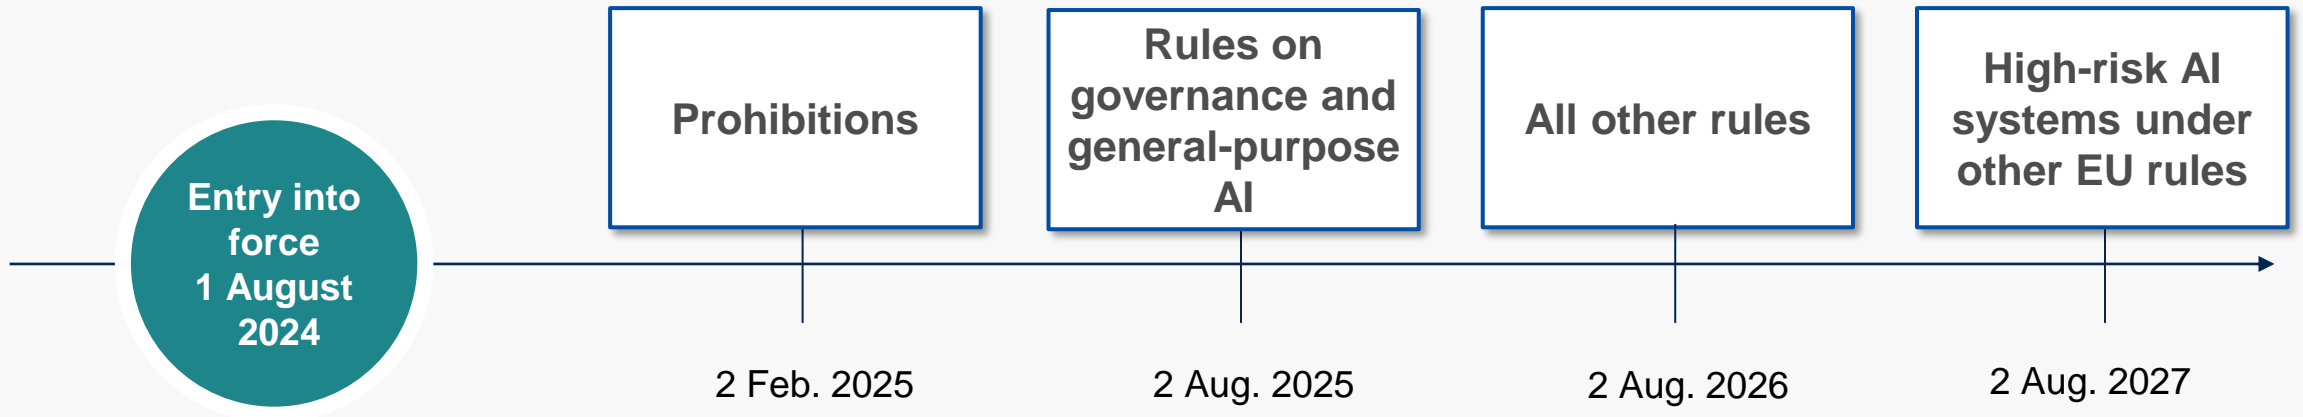 Entry into
force
1 August
2024
Prohibitions
2 Feb. 2025
Rules on
governance and
general-purpose
AI
2 Aug. 2025
All other rules
2 Aug. 2026
High-risk AI
systems under
other EU rules
2 Aug. 2027